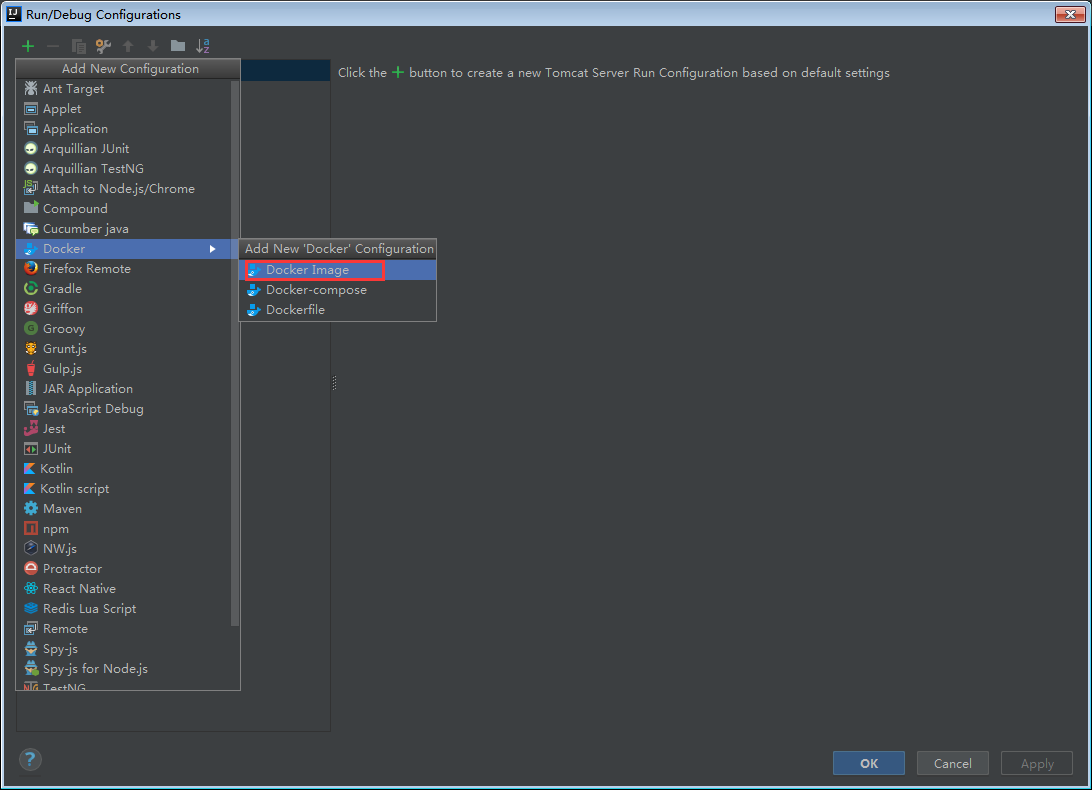 Run/Debug Configurations
Add New Configuration
Click the + button to create a new Tomcat Server Run Configuration based on default settings
Ant Target
Applet
Application
Arquillian JUnit
Arquillian TestNG
Attach to Node.js/Chrome
Compound
Cucumber java
Docker
Add New 'Docker' Configuration
Docker Image
Docker-compose
Dockerfile
Firefox Remote
Gradle
Griffon
Groovy
Grunt.js
Gulp.js
JAR Application
JavaScript Debug
Jest
JUnit
Kotlin
Kotlin script
Maven
npm
NW.js
Protractor
React Native
Redis Lua Script
Remote
Spy-js
Spy-js for Node.js
TestNG
?
OK
Cancel
Apply